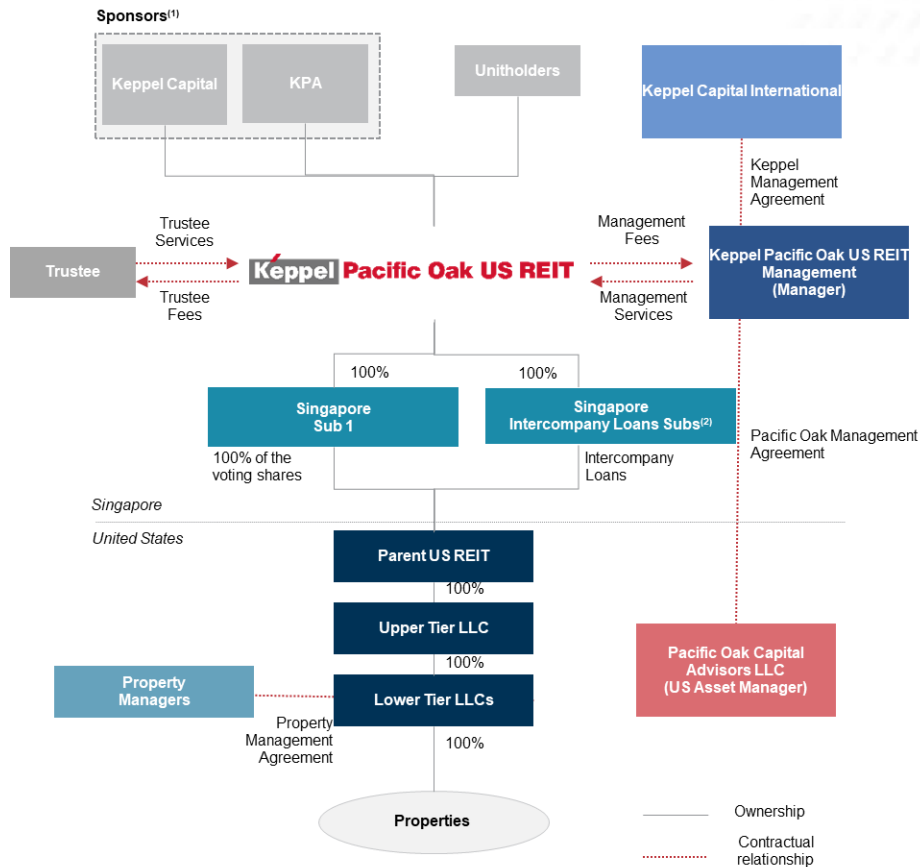 Sponsors(1)
Keppel Capital
KPA
Unitholders
Keppel Capital International
Keppel
Management
Agreement
Trustee
Services
Management
Fees
Trustee
Keppel Pacific Oak US REIT
Keppel Pacific Oak US REIT
Management
(Manager)
Trustee
Fees
Management
Services
100%
100%
Singapore
Sub 1
Singapore
Intercompany Loans Subs(2)
Pacific Oak Management
Agreement
100% of the
voting shares
Intercompany
Loans
Singapore
United States
Parent US REIT
100%
Upper Tier LLC
100%
Pacific Oak Capital
Advisors LLC
(US Asset Manager)
Property
Managers
Lower Tier LLCs
Property
Management
Agreement
100%
Properties
Ownership
Contractual
relationship